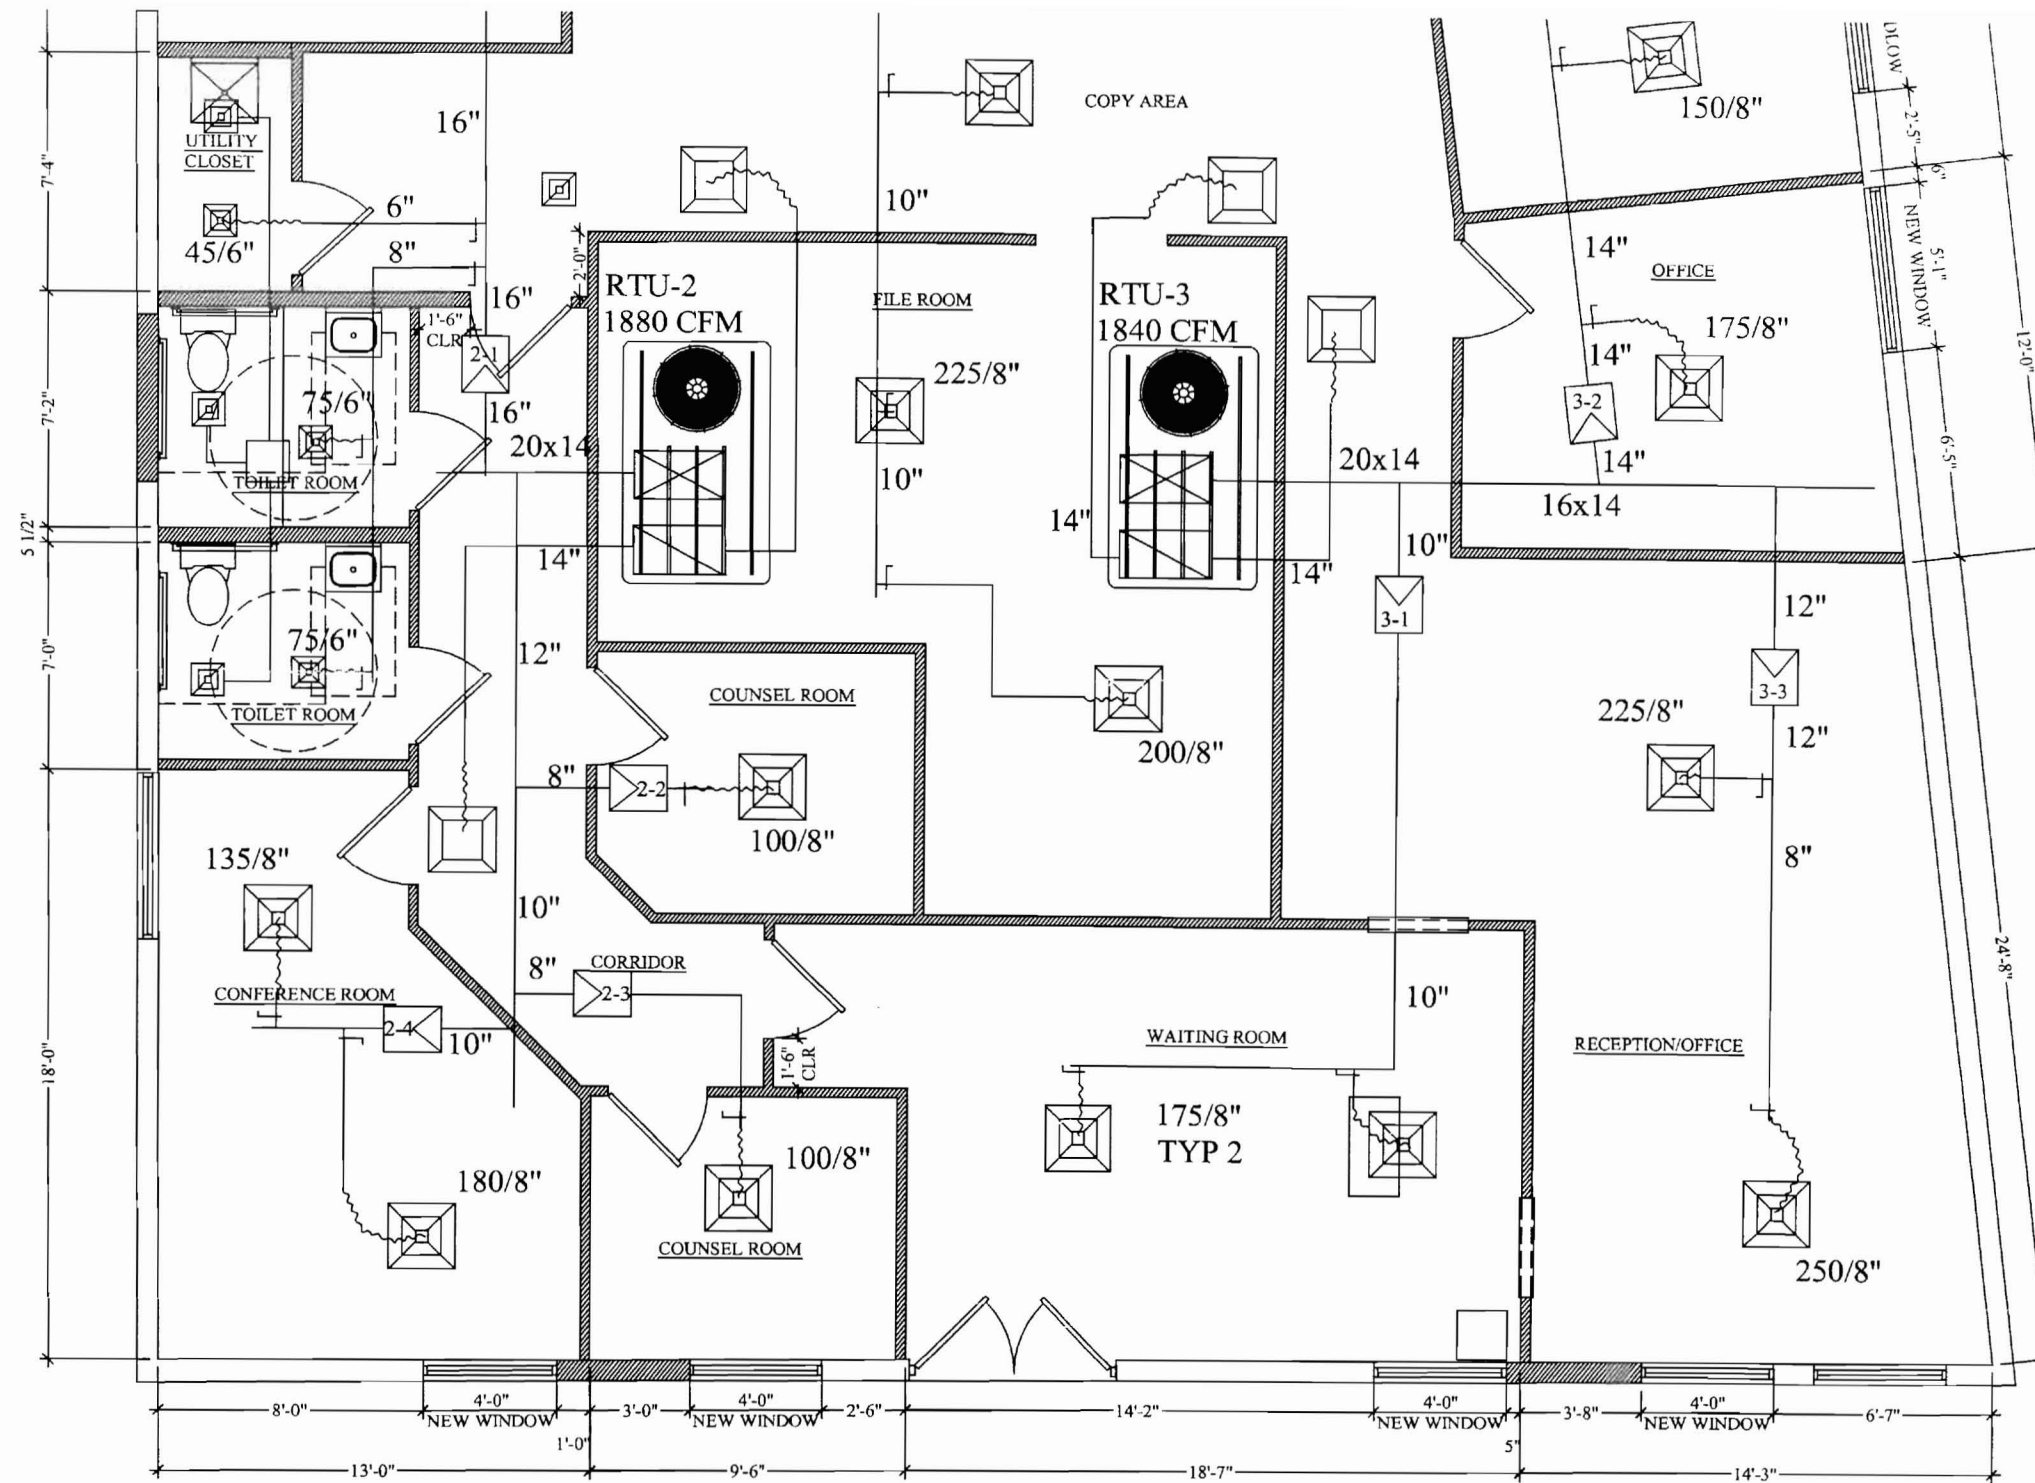 16"
COPY AREA
150/8"
DLOW
2'-5"
6"
UTILITY
CLOSET
7'-4"
6"
10"
45/6"
8"
2'-0"
14"
OFFICE
NEW WINDOW
5'-1"
12'-0"
RTU-2
1880 CFM
FILE ROOM
RTU-3
1840 CFM
16"
1'-6"
CLR
2-1
175/8"
14"
225/8"
3-2
7'-2"
75/6"
16"
20x14
10"
20x14
14"
6'-5"
TOILET ROOM
16x14
5 1/2"
14"
14"
10"
14"
3-1
12"
7'-0"
75/6"
12"
COUNSEL ROOM
3-3
225/8"
TOILET ROOM
12"
200/8"
8"
2-2
100/8"
135/8"
8"
10"
24'-8"
8"
CORRIDOR
2-3
CONFERENCE ROOM
2-4
10"
10"
WAITING ROOM
RECEPTION/OFFICE
1'-6"
CLR
18'-0"
175/8"
TYP 2
100/8"
180/8"
COUNSEL ROOM
250/8"
8'-0"
4'-0"
NEW WINDOW
3'-0"
4'-0"
NEW WINDOW
2'-6"
14'-2"
4'-0"
NEW WINDOW
3'-8"
4'-0"
NEW WINDOW
6'-7"
1'-0"
5"
13'-0"
9'-6"
18'-7"
14'-3"